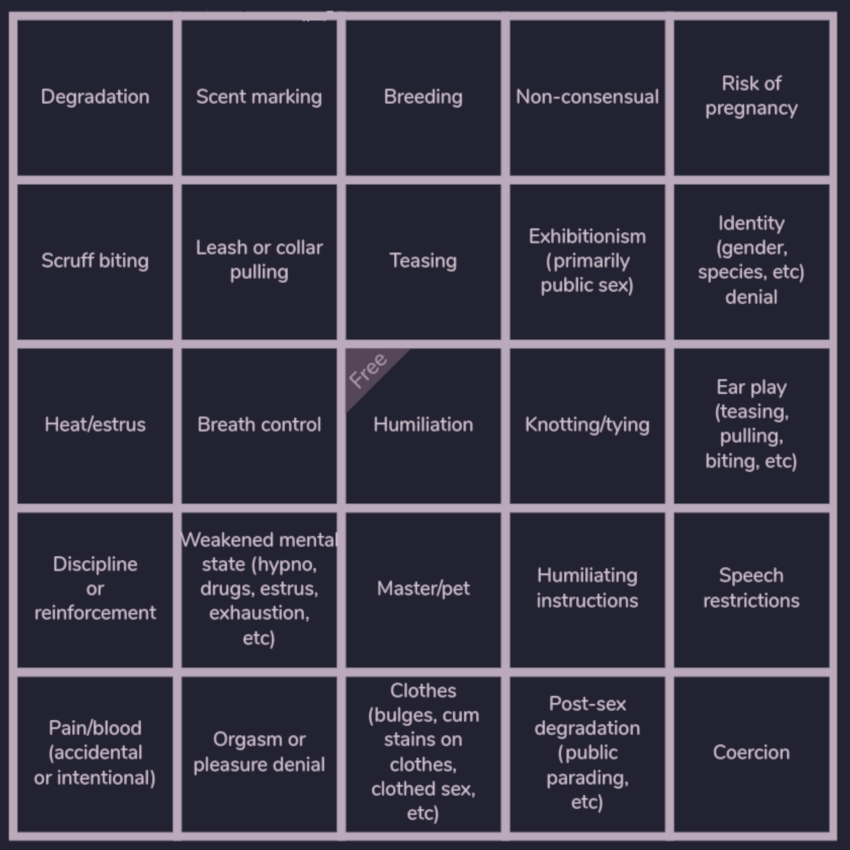 Degradation
Scent marking
Breeding
Non-consensual
Risk of
pregnancy
Scruff biting
Leash or collar
pulling
Teasing
Exhibitionism
(primarily
public sex)
Identity
(gender,
species, etc)
denial
Heat/estrus
Breath control
Free
Humiliation
Knotting/tying
Ear play
(teasing,
pulling,
biting, etc)
Discipline
or
reinforcement
Weakened mental
state (hypno,
drugs, estrus,
exhaustion,
etc)
Master/pet
Humiliating
instructions
Speech
restrictions
Pain/blood
(accidental
or intentional)
Orgasm or
pleasure denial
Clothes
(bulges, cum
stains on
clothes,
clothed sex,
etc)
Post-sex
degradation
(public
parading,
etc)
Coercion